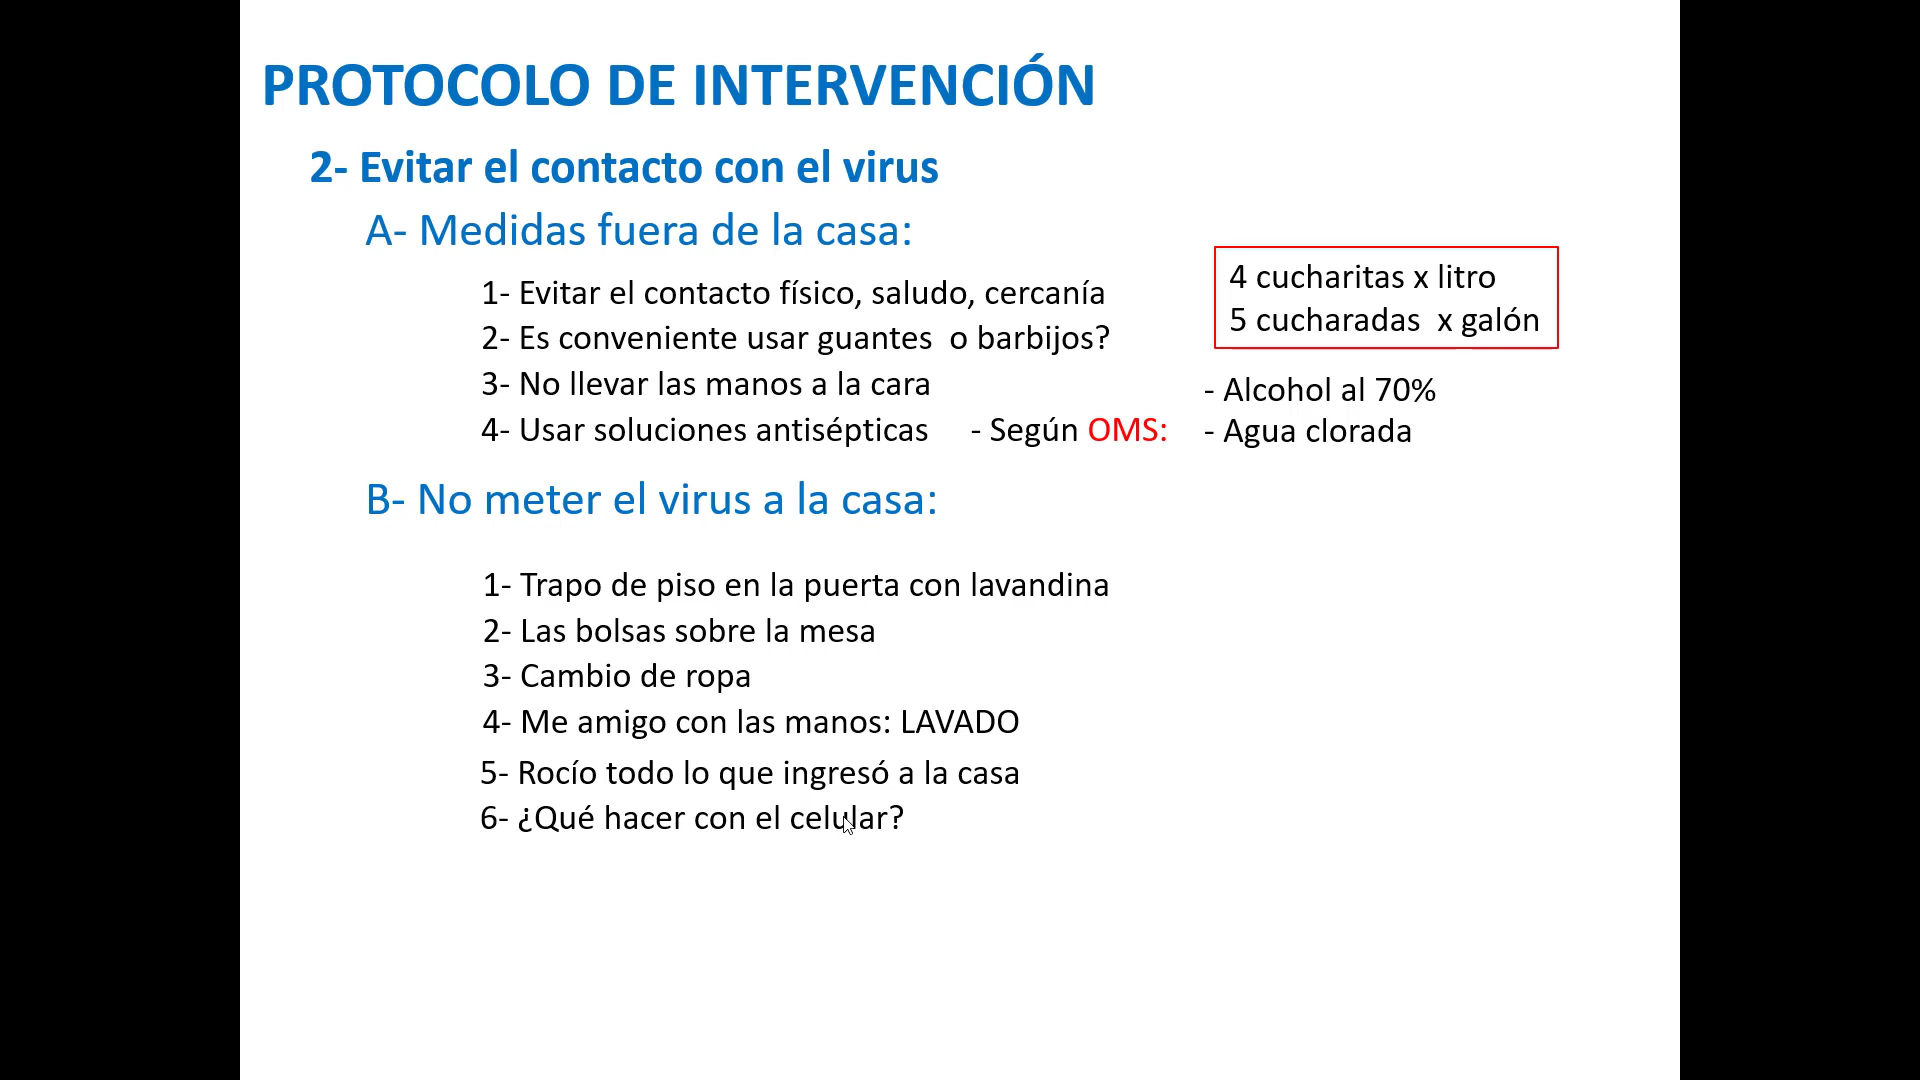 PROTOCOLO DE INTERVENCIÓN
2- Evitar el contacto con el virus
A- Medidas fuera de la casa:
1- Evitar el contacto físico, saludo, cercanía
2- Es conveniente usar guantes o barbijos?
3- No llevar las manos a la cara
4- Usar soluciones antisépticas - Según OMS:
4 cucharitas x litro
5 cucharadas x galón
- Alcohol al 70%
- Agua clorada
B- No meter el virus a la casa:
1- Trapo de piso en la puerta con lavandina
2- Las bolsas sobre la mesa
3- Cambio de ropa
4- Me amigo con las manos: LAVADO
5- Rocío todo lo que ingresó a la casa
6- ¿Qué hacer con el celular?